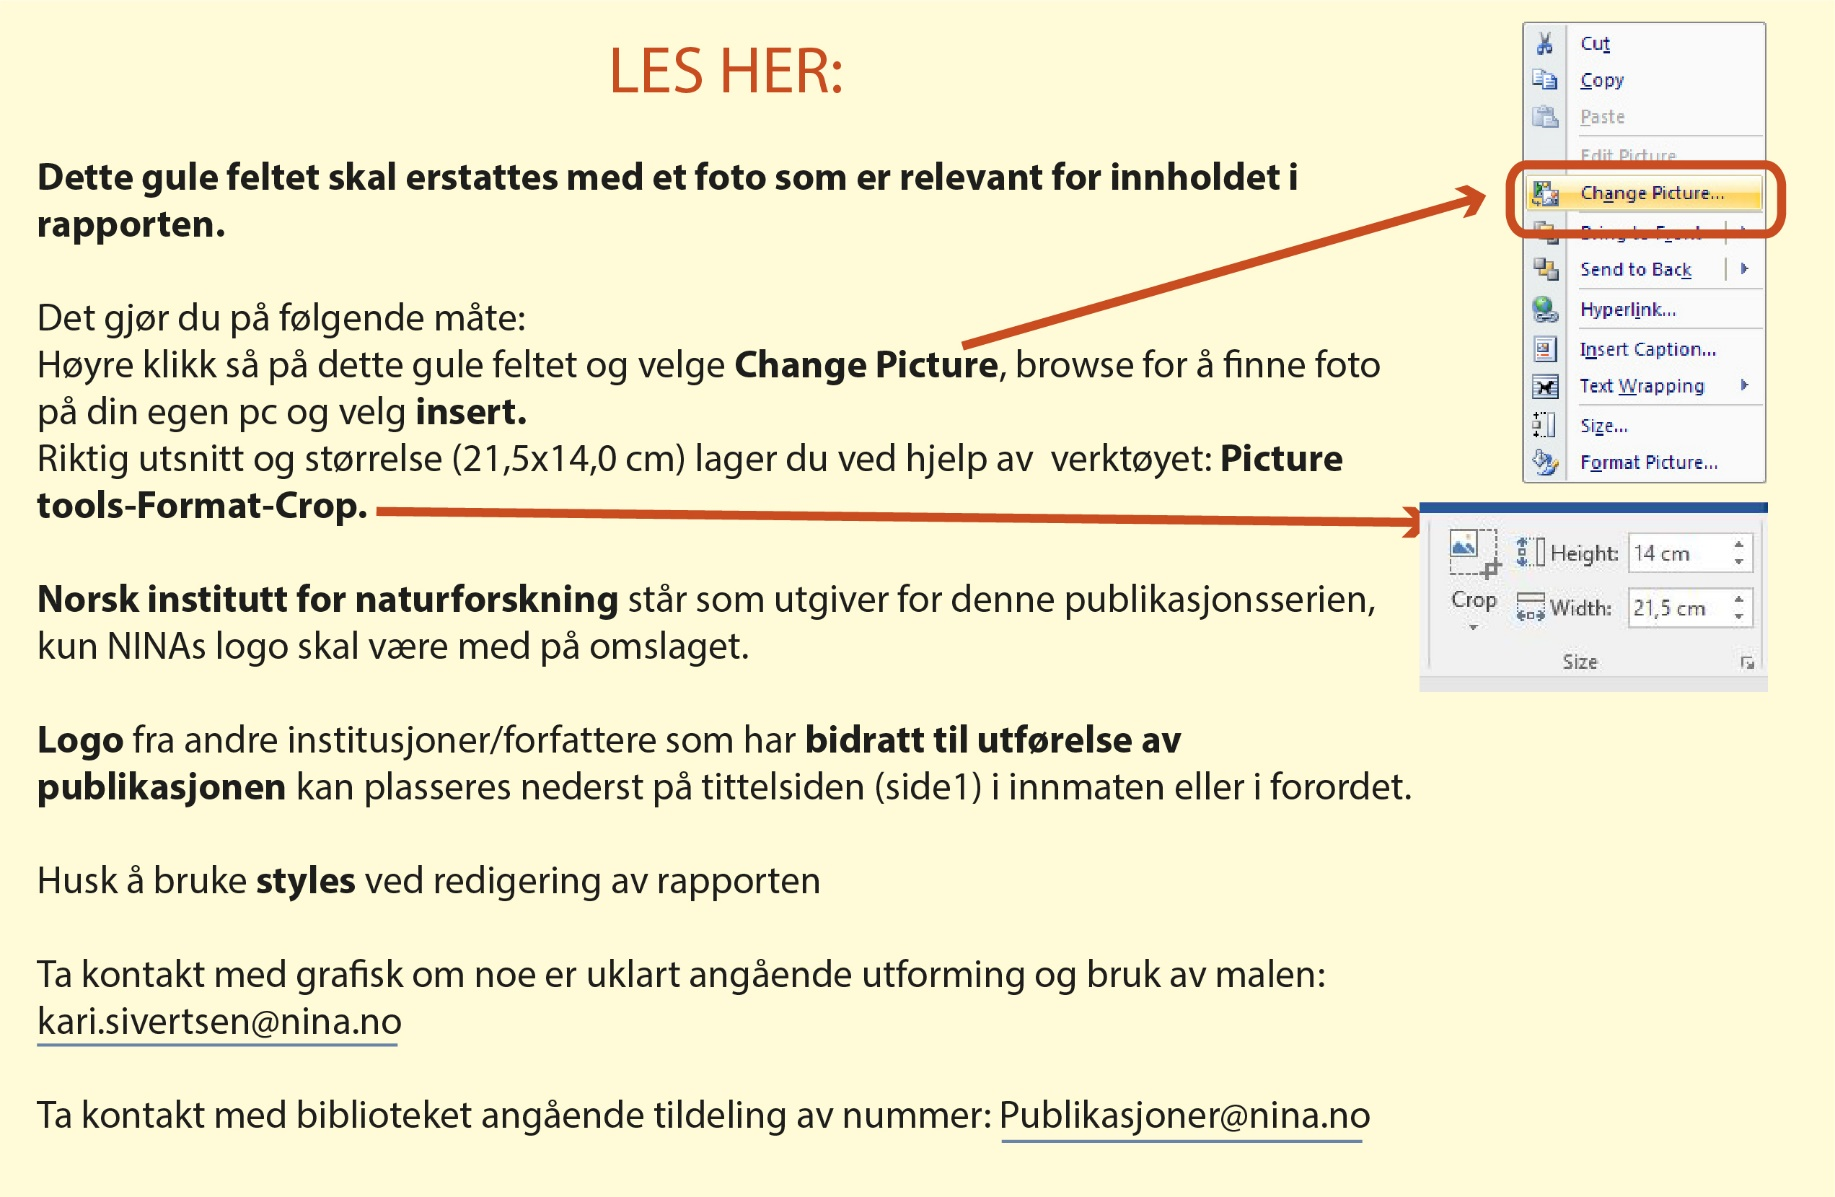 LES HER:
Dette gule feltet skal erstattes med et foto som er relevant for innholdet i
rapporten.
Det gjør du på følgende måte:
Høyre klikk så på dette gule feltet og velge Change Picture, browse for å finne foto
på din egen pc og velg insert.
Riktig utsnitt og størrelse (21,5x14,0 cm) lager du ved hjelp av  verktøyet: Picture
tools-Format-Crop.
Norsk institutt for naturforskning står som utgiver for denne publikasjonsserien,
kun NINAs logo skal være med på omslaget.
Logo fra andre institusjoner/forfattere som har bidratt til utførelse av
publikasjonen kan plasseres nederst på tittelsiden (side1) i innmaten eller i forordet.
Husk å bruke styles ved redigering av rapporten
Ta kontakt med grafisk om noe er uklart angående utforming og bruk av malen:
kari.sivertsen@nina.no
Ta kontakt med biblioteket angående tildeling av nummer: Publikasjoner@nina.no
Cut
Copy
Paste
Edit Picture
Change Picture...
Bring to Front
Send to Back
Hyperlink...
Insert Caption...
Text Wrapping
Size...
Format Picture...
Height: 14 cm
Crop
Width: 21,5 cm
Size